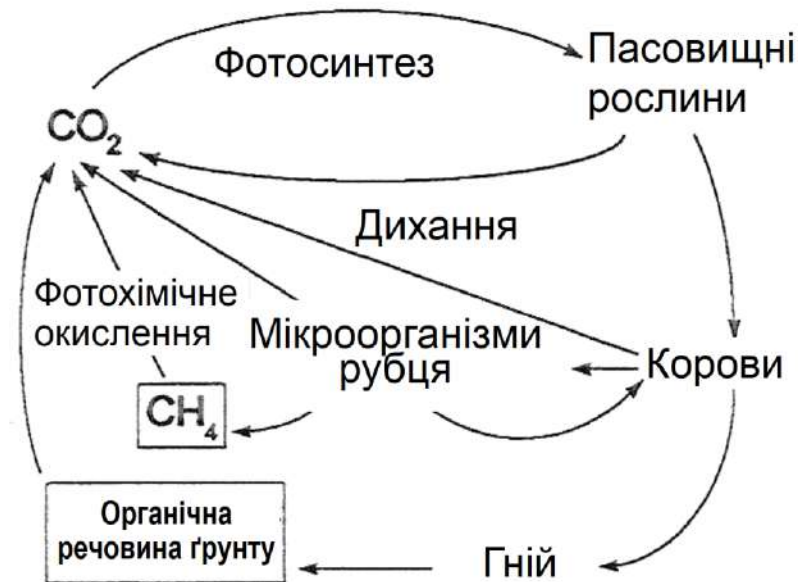 Фотосинтез
Пасовищні
рослини
CO₂
Дихання
Фотохімічне
окислення
Мікроорганізми
рубця
Корови
CH₄
Органічна
речовина ґрунту
Гній